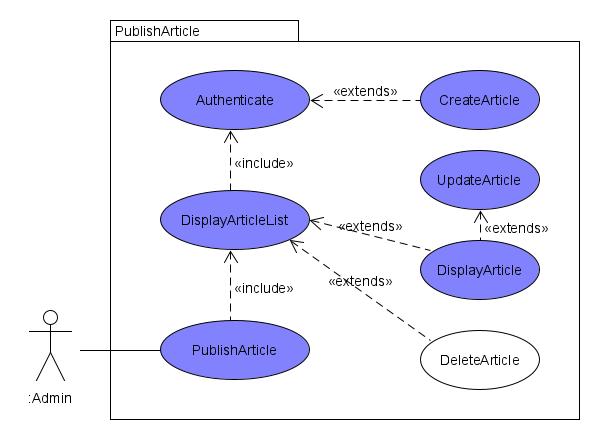 PublishArticle
Authenticate
«extends»
CreateArticle
«include»
UpdateArticle
DisplayArticleList
«extends»
«extends»
DisplayArticle
«include»
«extends»
PublishArticle
DeleteArticle
:Admin